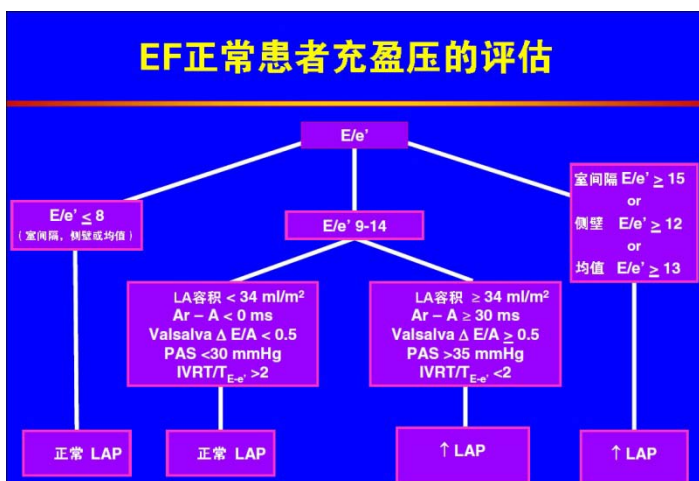 EF正常患者充盈压的评估
E/e’
E/e’ ≤ 8
(室间隔，侧壁或均值)
E/e’ 9-14
室间隔 E/e’ ≥ 15
or
侧壁 E/e’ ≥ 12
or
均值 E/e’ ≥ 13
LA容积 < 34 ml/m²
Ar – A < 0 ms
Valsalva Δ E/A < 0.5
PAS <30 mmHg
IVRT/T_E-e’ >2
LA容积 ≥ 34 ml/m²
Ar – A ≥ 30 ms
Valsalva Δ E/A ≥ 0.5
PAS >35 mmHg
IVRT/T_E-e’ <2
正常 LAP
正常 LAP
↑ LAP
↑ LAP